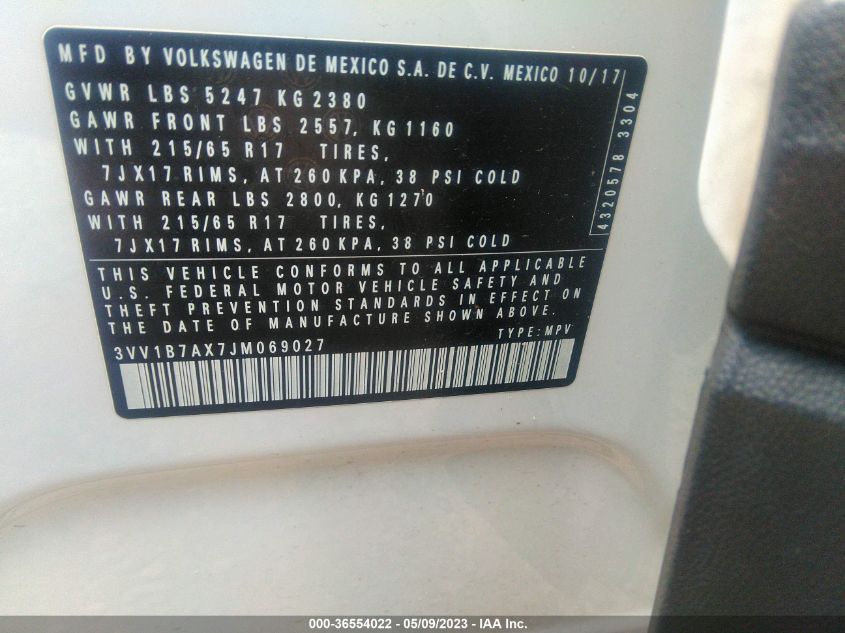 MFD BY VOLKSWAGEN DE MEXICO S.A. DE C.V. MEXICO 10/17
GVWR LBS 5247 KG 2380
GAWR FRONT LBS 2557, KG 1160
WITH 215/65 R17 TIRES,
7JX17 RIMS, AT 260 KPA, 38 PSI COLD
GAWR REAR LBS 2800, KG 1270
WITH 215/65 R17 TIRES,
7JX17 RIMS, AT 260 KPA, 38 PSI COLD
4320578 3304
THIS VEHICLE CONFORMS TO ALL APPLICABLE
U.S. FEDERAL MOTOR VEHICLE SAFETY AND
THEFT PREVENTION STANDARDS IN EFFECT ON
THE DATE OF MANUFACTURE SHOWN ABOVE.
3VV1B7AX7JM069027 TYPE: MPV
000-36554022 - 05/09/2023 - IAA Inc.